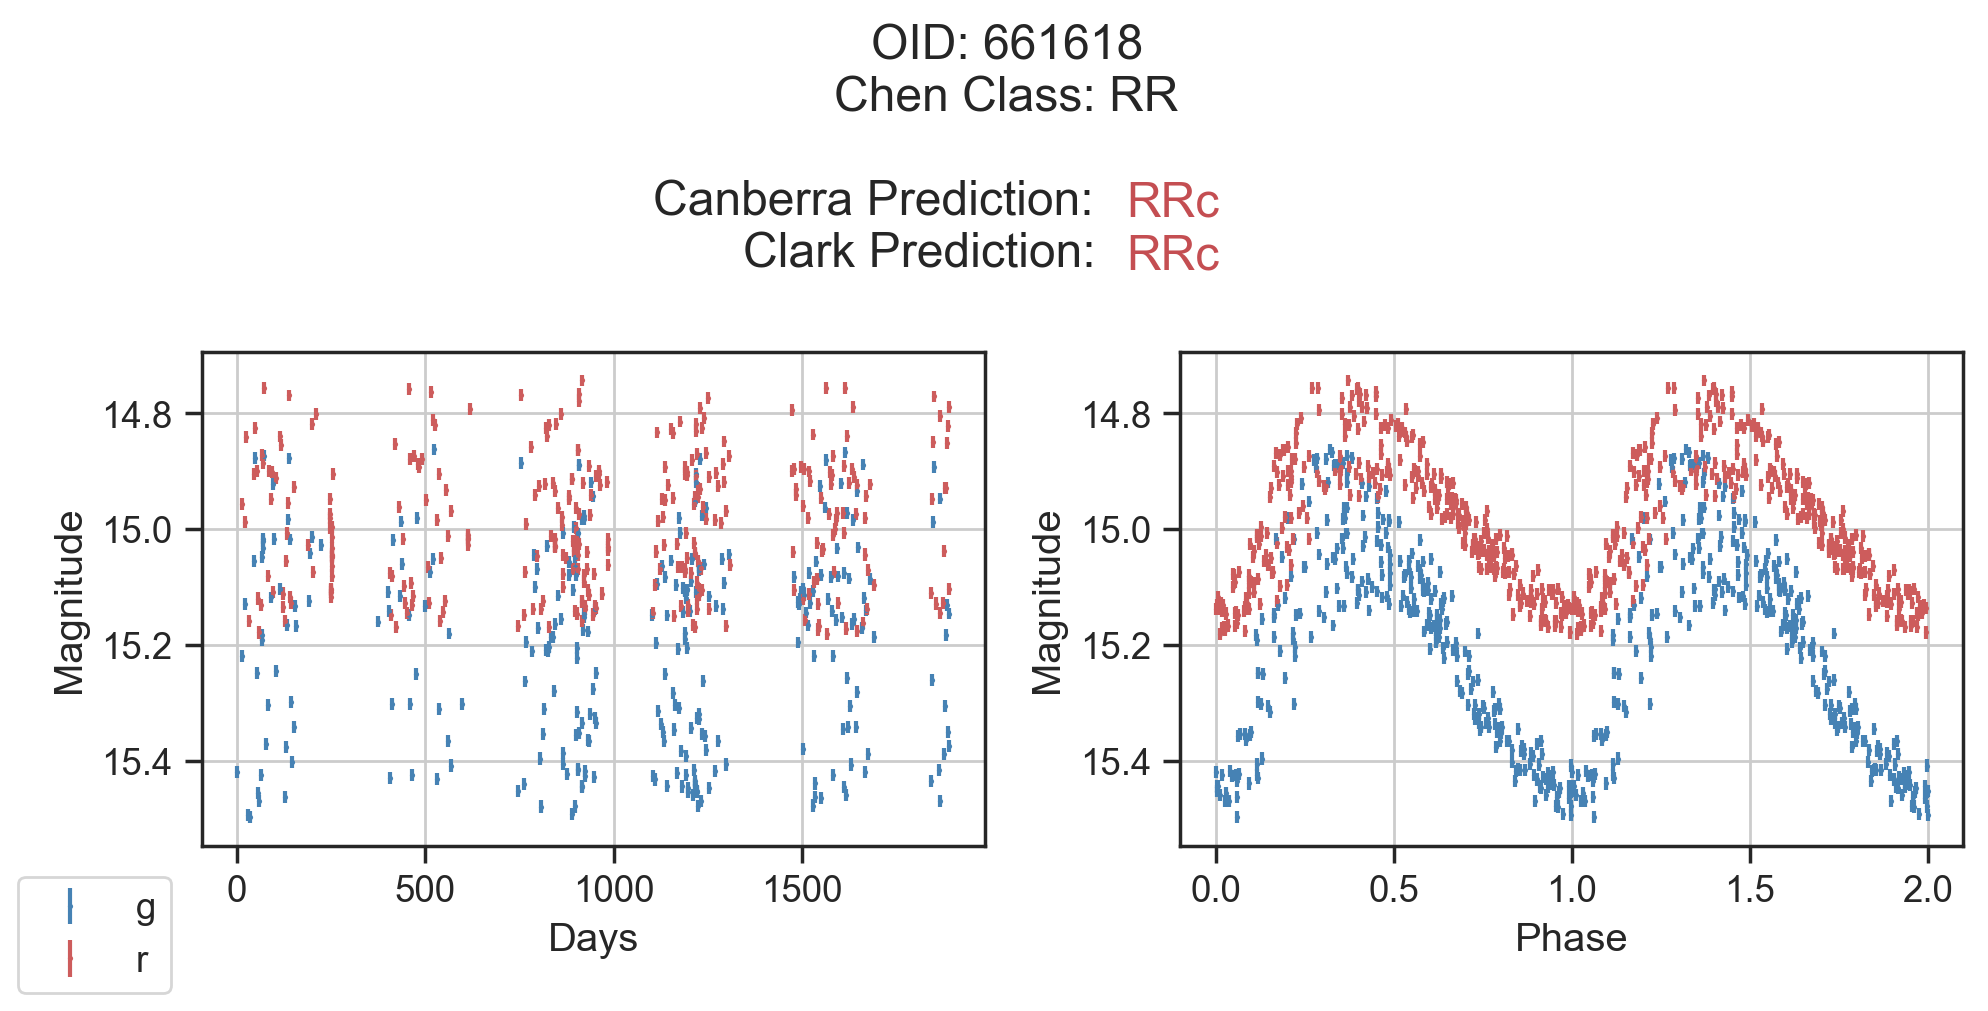 OID: 661618
Chen Class: RR
Canberra Prediction: RRc
Clark Prediction: RRc
Magnitude
14.8
15.0
15.2
15.4
0
500
1000
1500
Days
Magnitude
14.8
15.0
15.2
15.4
0.0
0.5
1.0
1.5
2.0
Phase
g
r